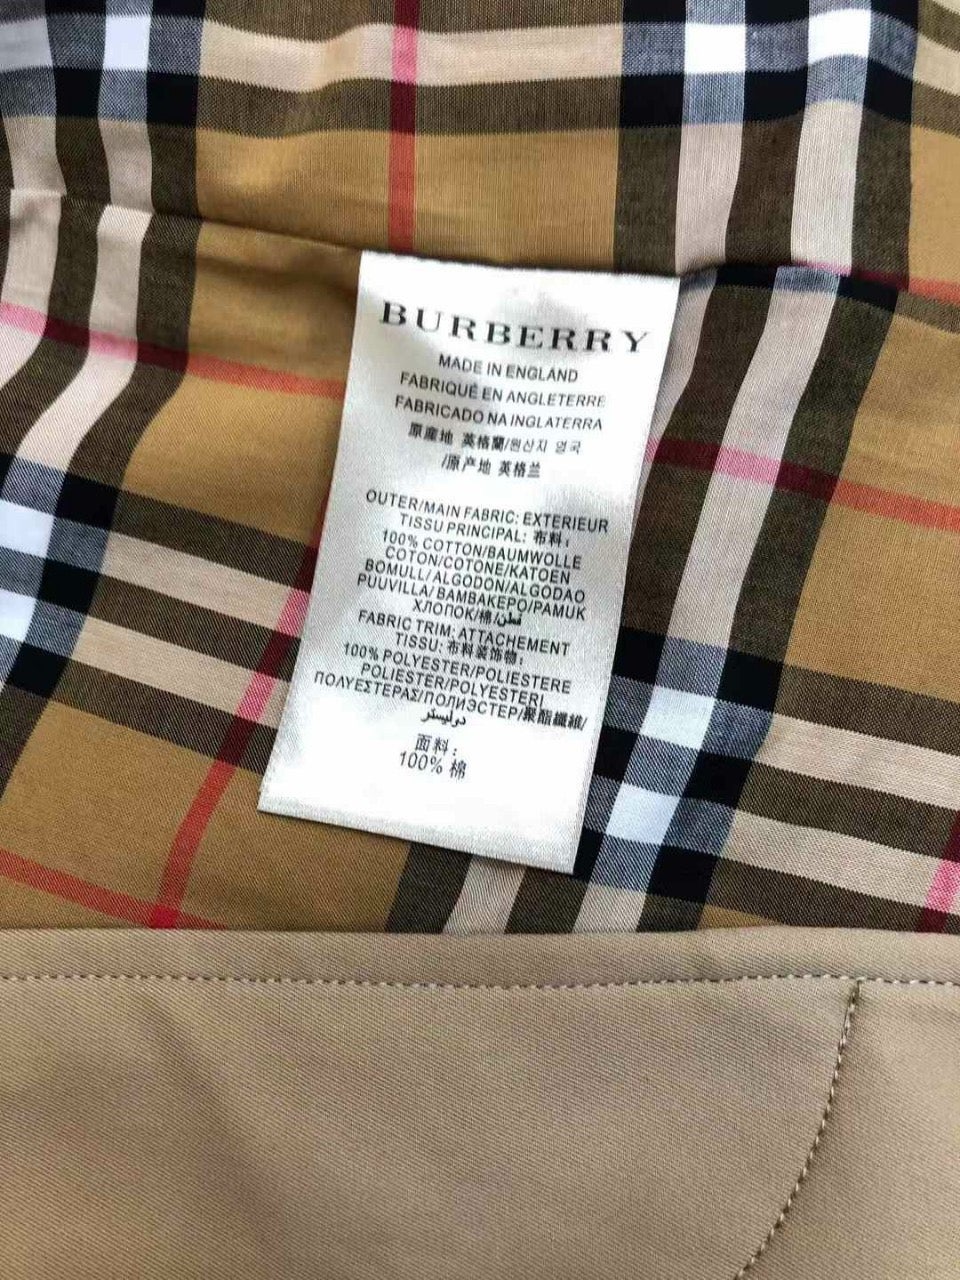 BURBERRY
MADE IN ENGLAND
FABRIQUÉ EN ANGLETERRE
FABRICADO NA INGLATERRA
原産地 英格蘭/원산지 영국
/原产地 英格兰
OUTER/MAIN FABRIC: EXTERIEUR
TISSU PRINCIPAL: 布料:
100% COTTON/BAUMWOLLE
COTON/COTONE/KATOEN
BOMULL/ALGODON/ALGODAO
PUUVILLA/BAMBAKEPO/PAMUK
ХЛОПОК/棉/قطن
FABRIC TRIM: ATTACHEMENT
TISSU: 布料装饰物:
100% POLYESTER/POLIESTERE
POLIESTER/POLYESTERI
ΠΟΛΥΕΣΤΕΡΑΣ/ПОЛИЭСТЕР/聚酯纖維/
دوليستر
面料:
100% 棉